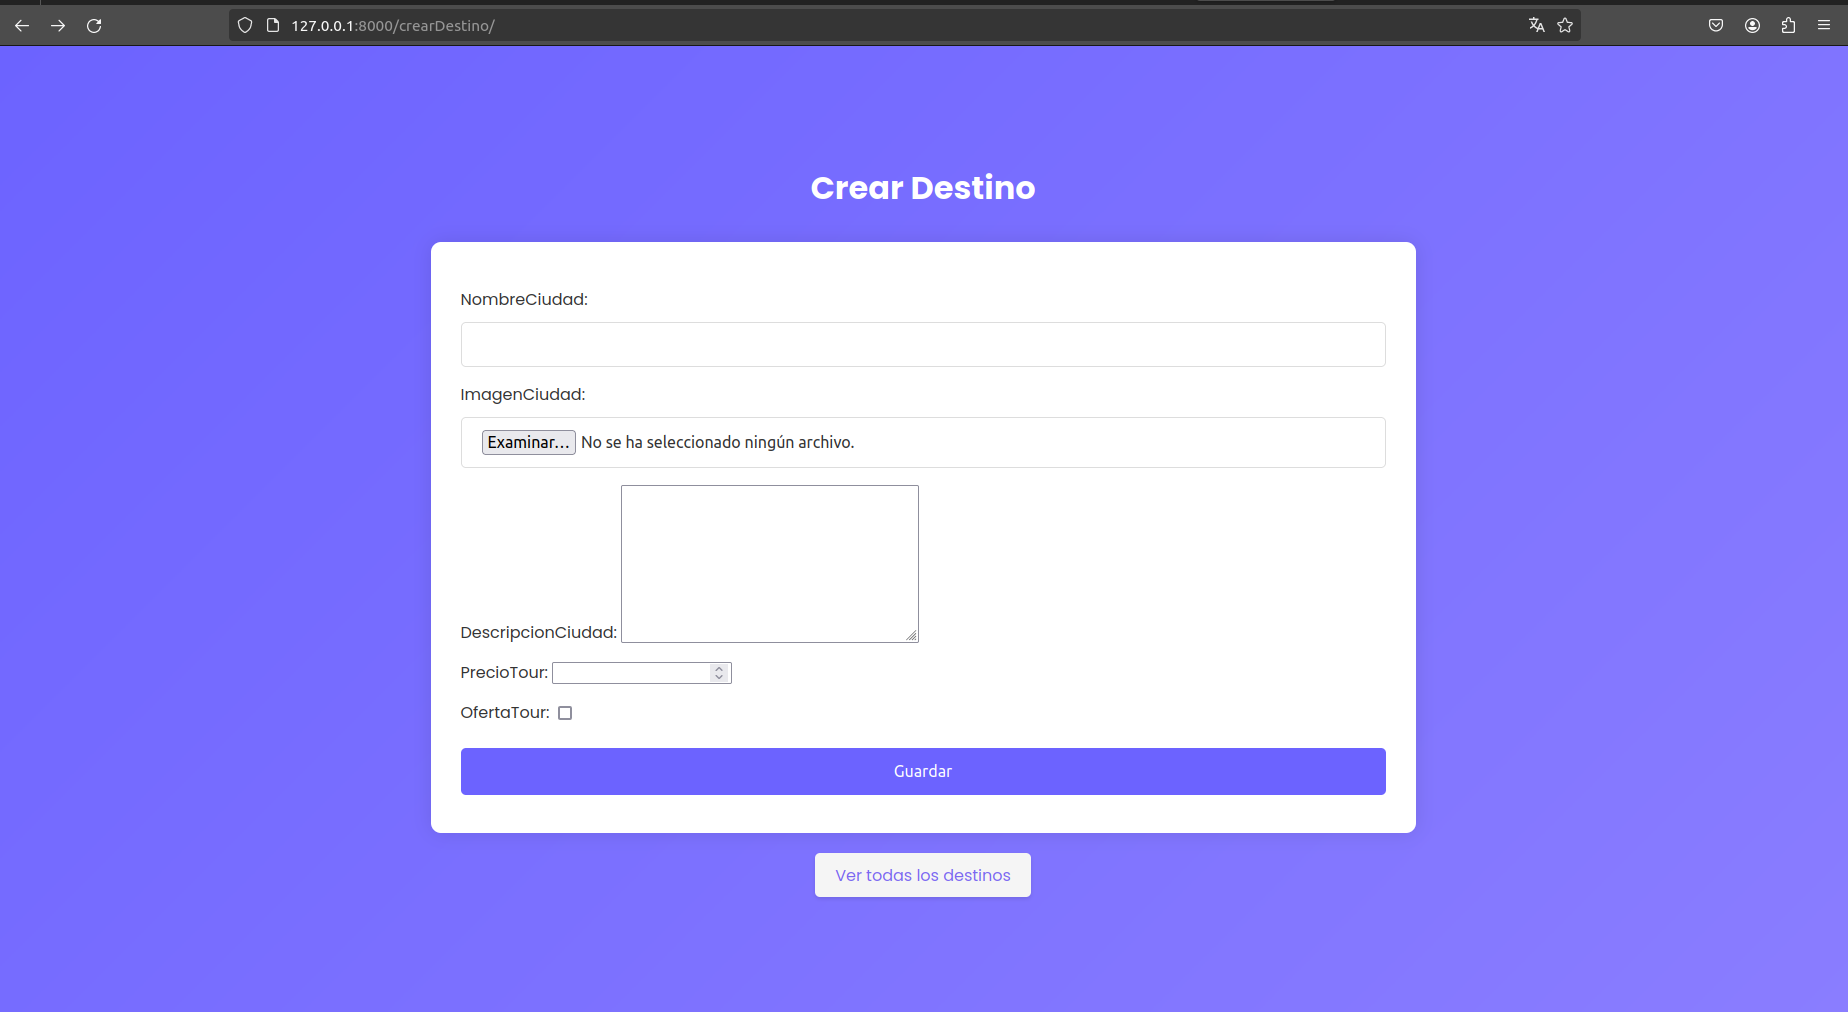 127.0.0.1:8000/crearDestino/
Crear Destino
NombreCiudad:
ImagenCiudad:
Examinar... No se ha seleccionado ningún archivo.
DescripcionCiudad:
PrecioTour:
OfertaTour:
Guardar
Ver todas los destinos